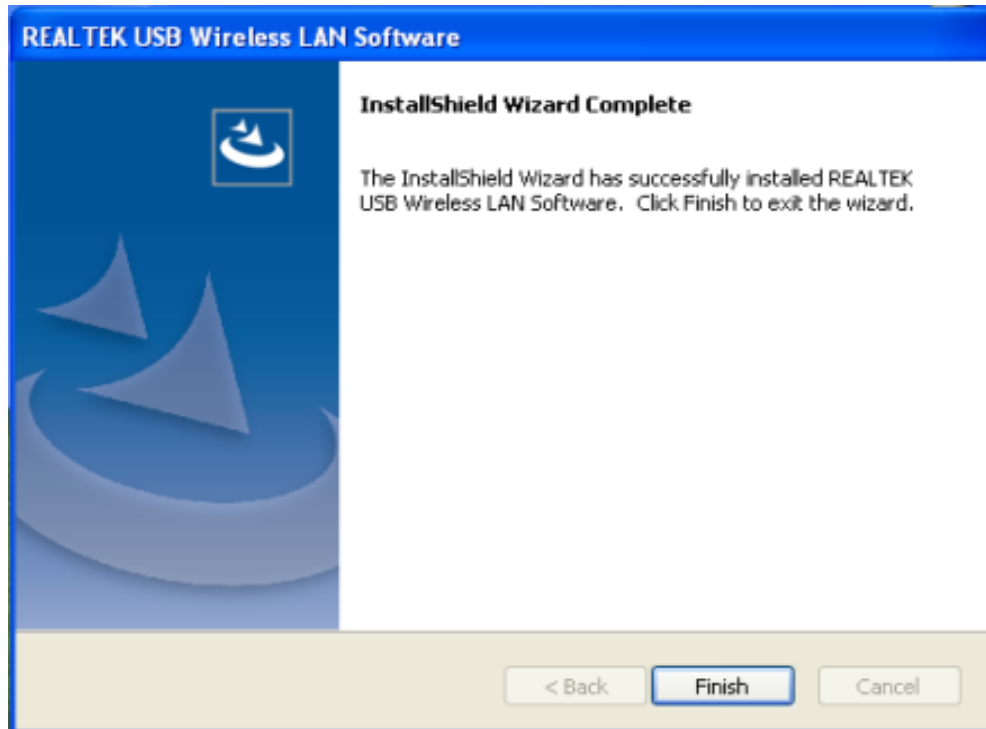 REALTEK USB Wireless LAN Software
InstallShield Wizard Complete
The InstallShield Wizard has successfully installed REALTEK
USB Wireless LAN Software. Click Finish to exit the wizard.
< Back Finish Cancel